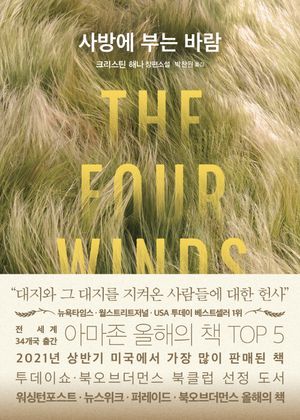 사방에 부는 바람
크리스틴 해나 장편소설 박찬원 옮김
THE
FOUR
WINDS
“대지와 그 대지를 지켜온 사람들에 대한 헌사”
뉴욕타임스 · 월스트리트저널 · USA 투데이 베스트셀러 1위
전 세계
34개국 출간
아마존 올해의 책 TOP 5
2021년 상반기 미국에서 가장 많이 판매된 책
투데이쇼 · 북오브더먼스 북클럽 선정 도서
워싱턴포스트 · 뉴스위크 · 퍼레이드 · 북오브더먼스 올해의 책